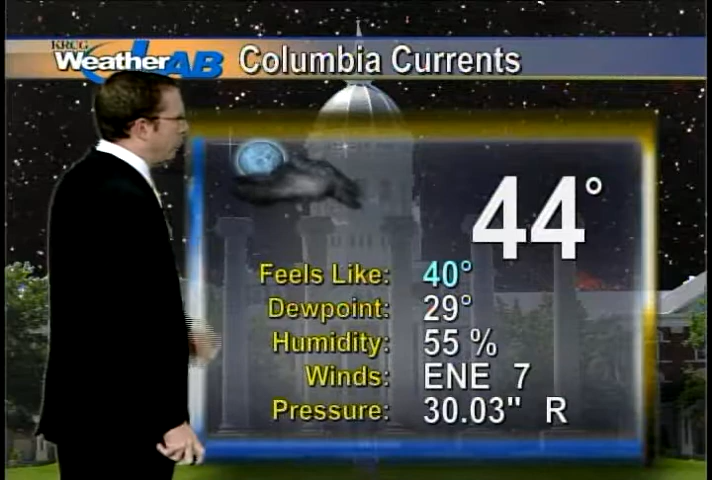 KRCG
WeatherLAB
Columbia Currents
44°
Feels Like: 40°
Dewpoint: 29°
Humidity: 55 %
Winds: ENE 7
Pressure: 30.03" R